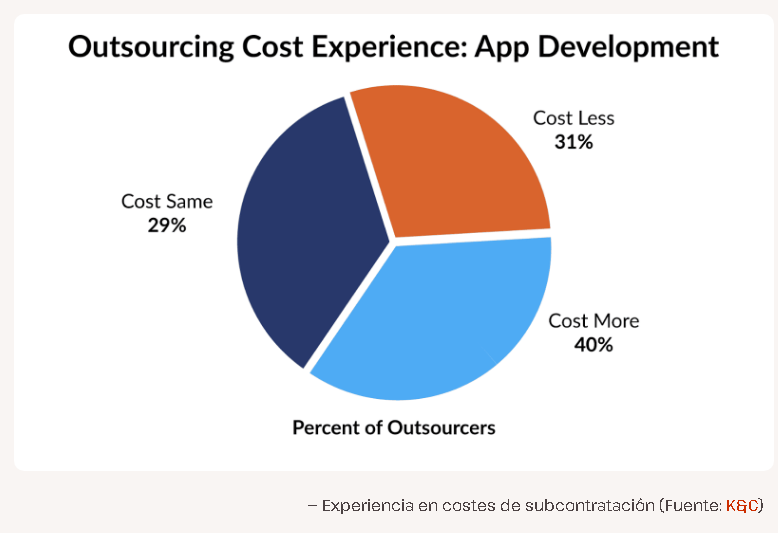 Outsourcing Cost Experience: App Development
Cost Less
31%
Cost Same
29%
Cost More
40%
Percent of Outsourcers
– Experiencia en costes de subcontratación (Fuente: K&C)